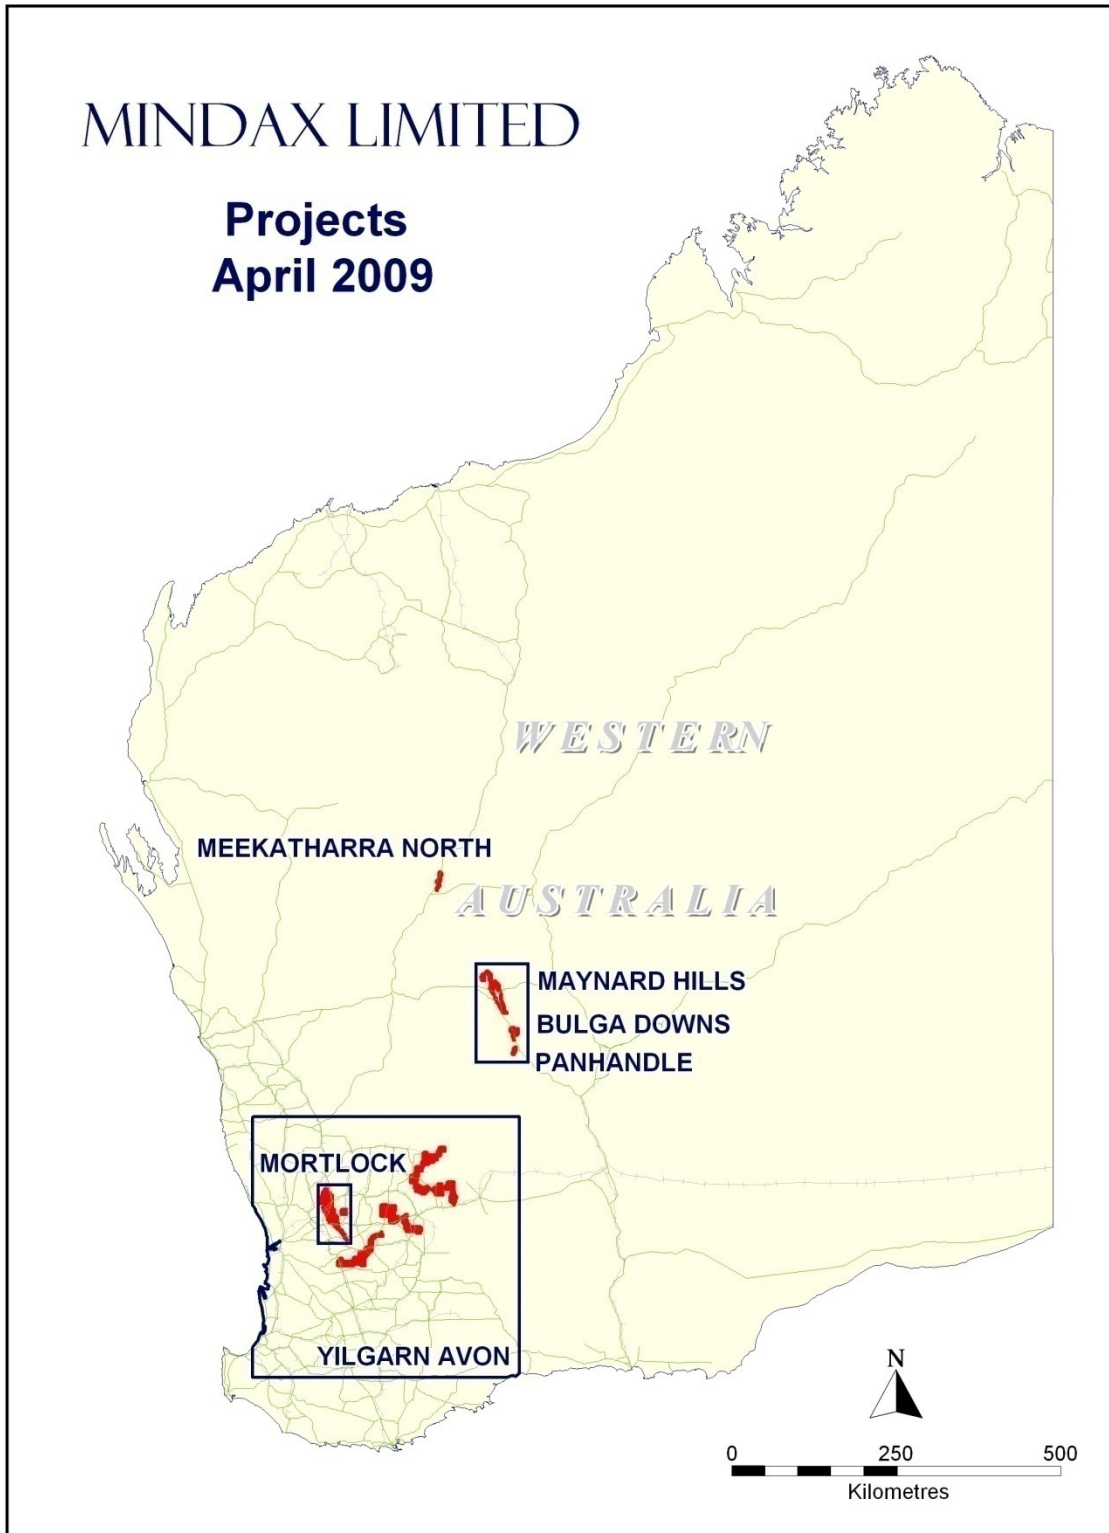 MINDAX LIMITED
Projects
April 2009
WESTERN
MEEKATHARRA NORTH
AUSTRALIA
MAYNARD HILLS
BULGA DOWNS
PANHANDLE
MORTLOCK
YILGARN AVON
N
0 250 500
Kilometres